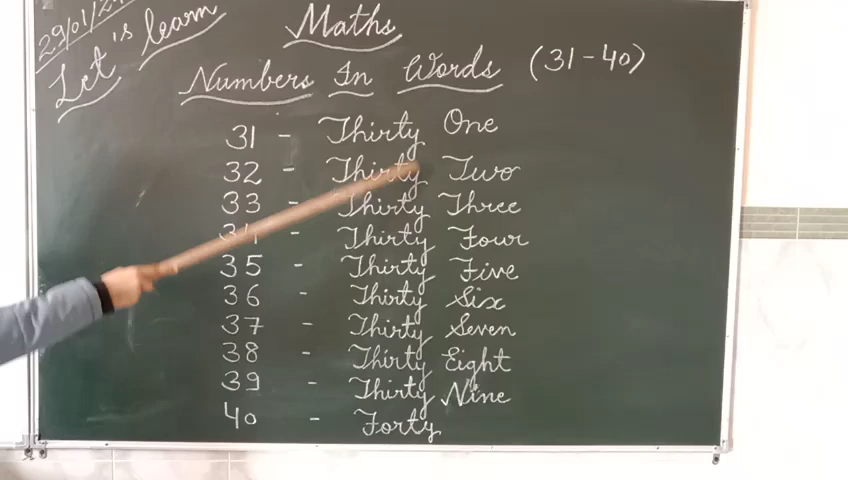 29/01/2
Let's learn
Maths
Numbers In Words (31-40)
31 - Thirty One
32 - Thirty Two
33 - Thirty Three
34 - Thirty Four
35 - Thirty Five
36 - Thirty Six
37 - Thirty Seven
38 - Thirty Eight
39 - Thirty Nine
40 - Forty